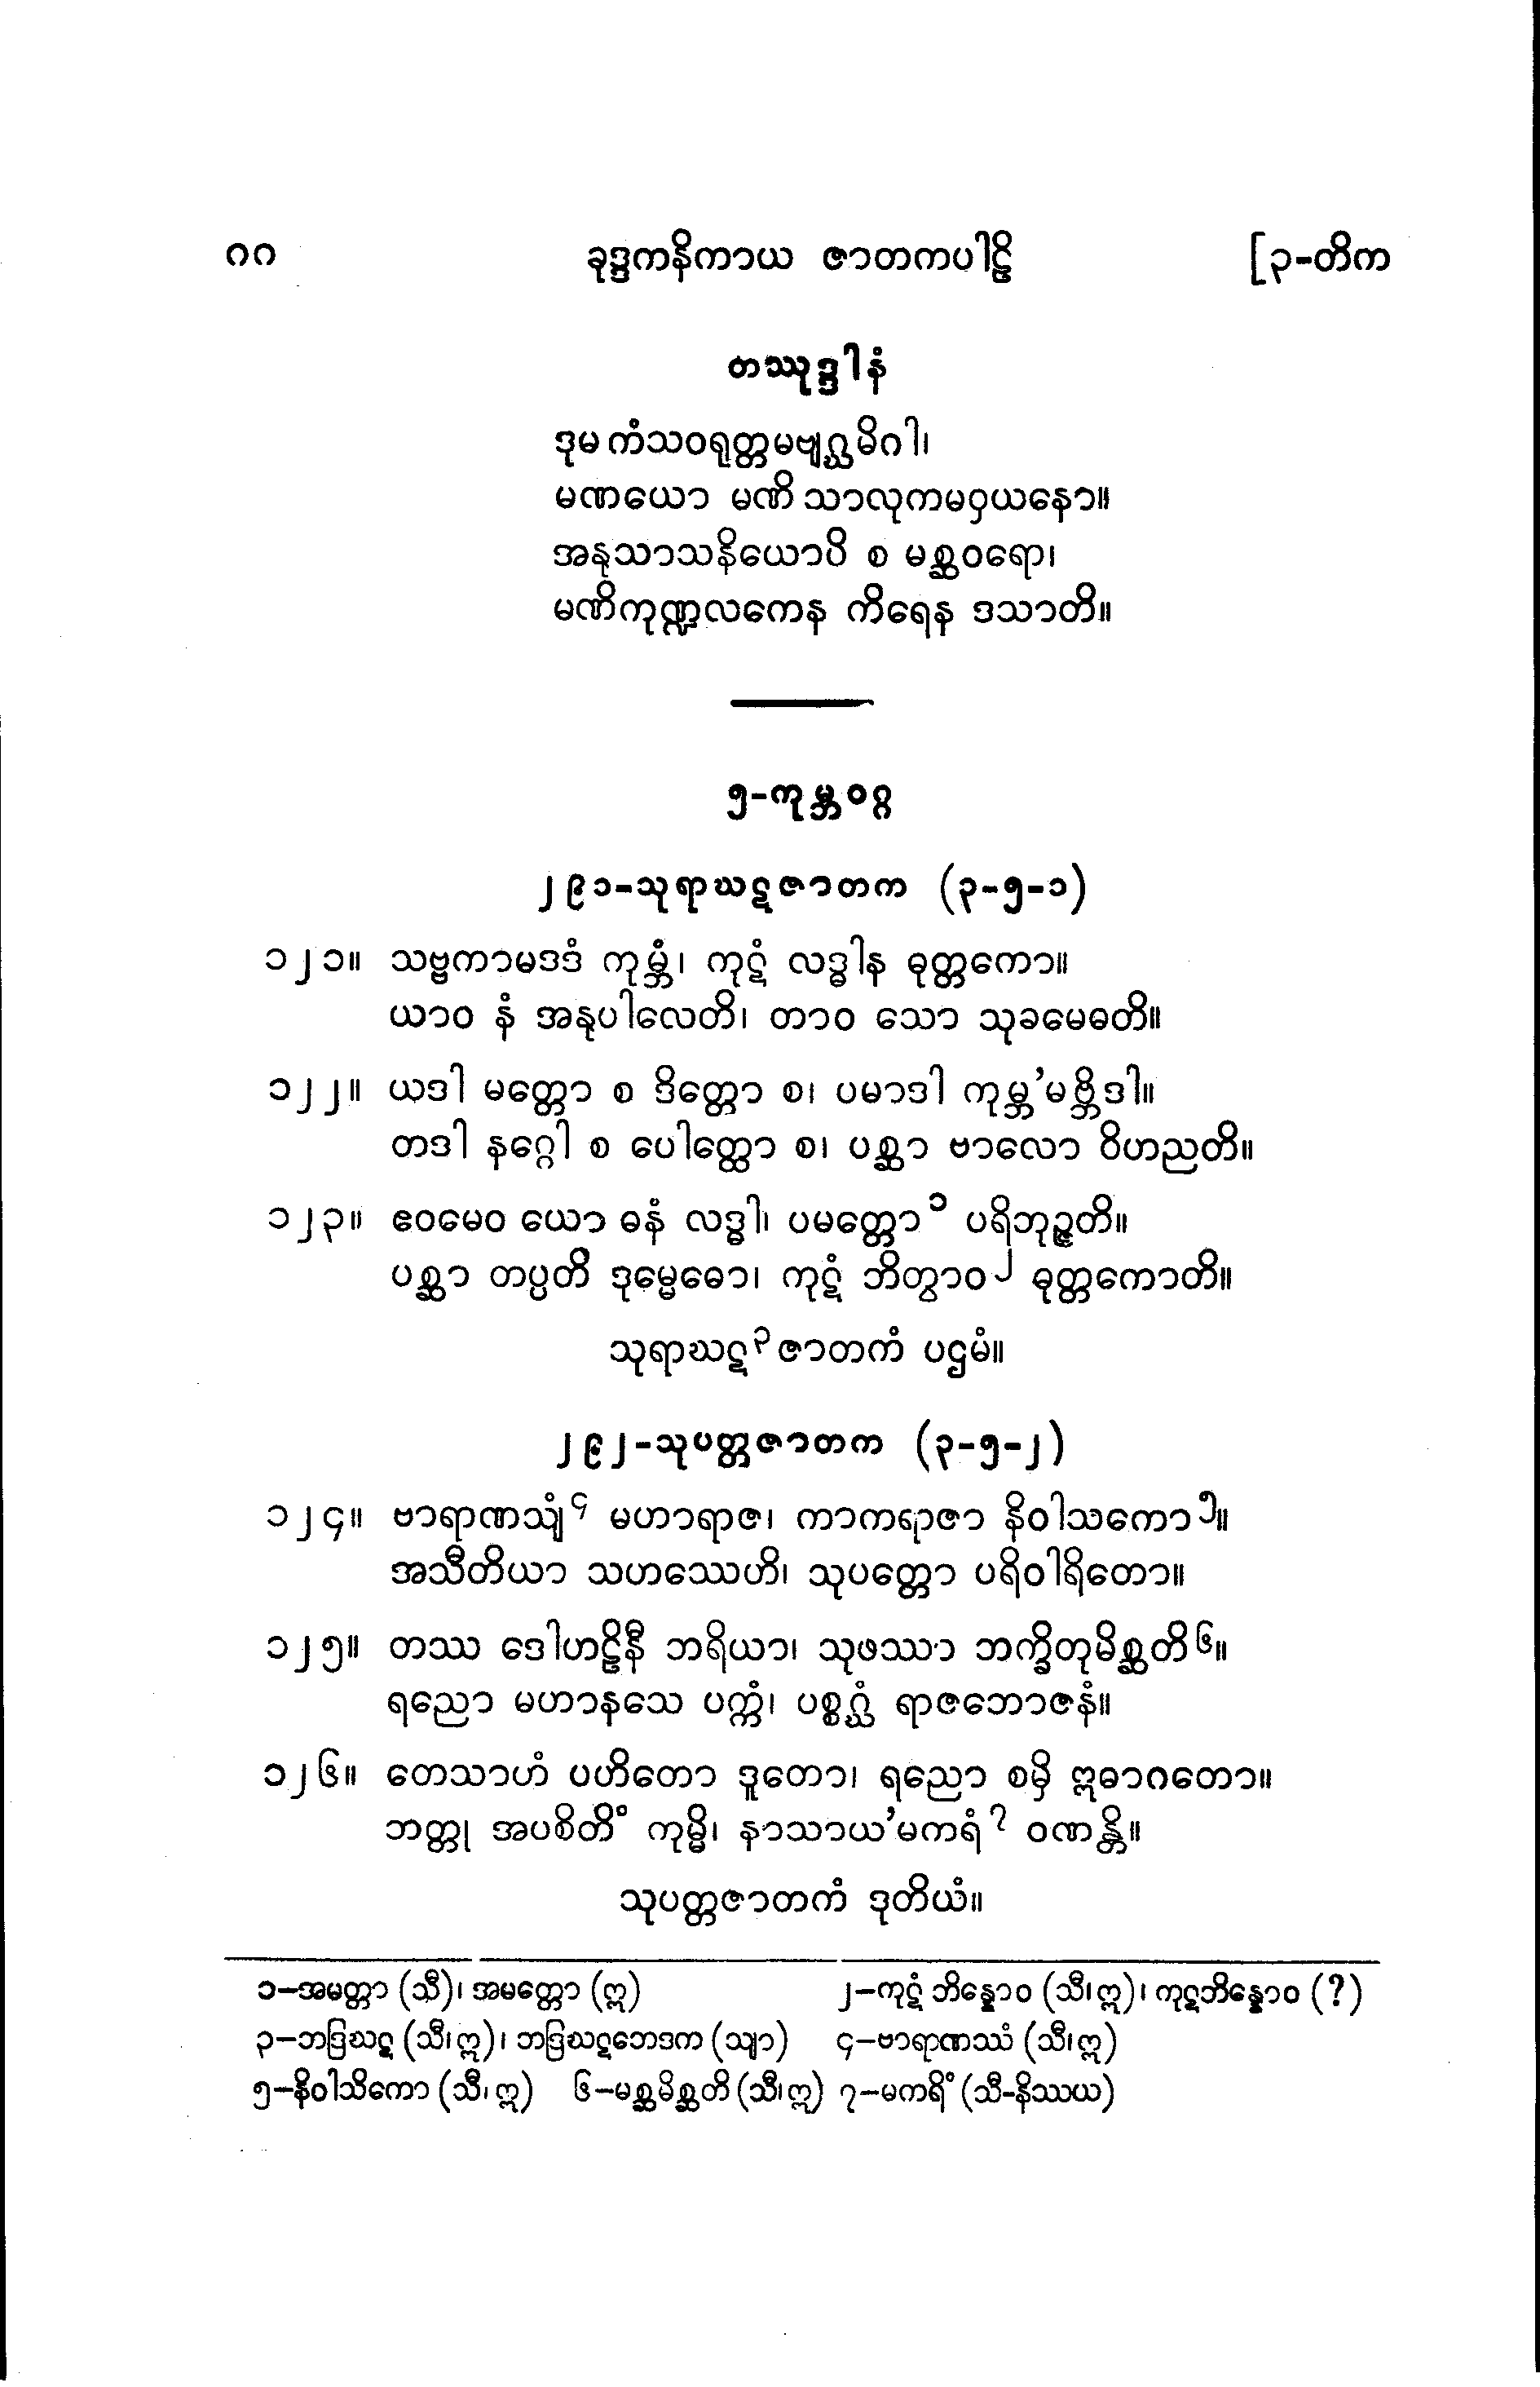 ၈၈ ခုဒ္ဒကနိကာယ ဇာတကပါဠိ [၃-တိက
တဿုဒ္ဒါနံ
ဒုမ ကံသဝရုတ္တမဗျဂ္ဃမိဂါ၊
မဏယော မဏိ သာလုကမဝှယနော။
အနုသာသနိယောပိ စ မစ္ဆဝရော၊
မဏိကုဏ္ဍလကေန ကိရေန ဒသာတိ။
၅-ကုမ္ဘဝဂ္ဂ
၂၉၁-သုရာဃဋဇာတက (၃-၅-၁)
၁၂၁။ သဗ္ဗကာမဒဒံ ကုမ္ဘံ၊ ကုဋံ လဒ္ဓါန ဓုတ္တကော။
ယာဝ နံ အနုပါလေတိ၊ တာဝ သော သုခမေဓတိ။
၁၂၂။ ယဒါ မတ္တော စ ဒိတ္တော စ၊ ပမာဒါ ကုမ္ဘ’မဗ္ဘိဒါ။
တဒါ နဂ္ဂေါ စ ပေါတ္ထော စ၊ ပစ္ဆာ ဗာလော ဝိဟညတိ။
၁၂၃။ ဧဝမေဝ ယော ဓနံ လဒ္ဓါ၊ ပမတ္တော ၁ ပရိဘုဉ္ဇတိ။
ပစ္ဆာ တပ္ပတိ ဒုမ္မေဓော၊ ကုဋံ ဘိတွာဝ ၂ ဓုတ္တကောတိ။
သုရာဃဋ ၃ ဇာတကံ ပဌမံ။
၂၉၂-သုပတ္တဇာတက (၃-၅-၂)
၁၂၄။ ဗာရာဏသျံ ၄ မဟာရာဇ၊ ကာကရာဇာ နိဝါသကော ၅။
အသီတိယာ သဟဿေဟိ၊ သုပတ္တော ပရိဝါရိတော။
၁၂၅။ တဿ ဒေါဟဠိနီ ဘရိယာ၊ သုဖဿာ ဘက္ခိတုမိစ္ဆတိ ၆။
ရညော မဟာနသေ ပက္ကံ၊ ပစ္စဂ္ဃံ ရာဇဘောဇနံ။
၁၂၆။ တေသာဟံ ပဟိတော ဒူတော၊ ရညော စမှိ ဣဓာဂတော။
ဘတ္တု အပစိတိံ ကုမ္မိ၊ နာသာယ’မကရံ ၇ ဝဏန္တိ။
သုပတ္တဇာတကံ ဒုတိယံ။
၁–အမတ္တာ (သီ)၊ အမတ္တော (ဣ) ၂–ကုဋံ ဘိန္နောဝ (သီ၊ ဣ)၊ ကုဋဘိန္နောဝ (?)
၃–ဘဒြဃဋ (သီ၊ ဣ)၊ ဘဒြဃဋဘေဒက (သျာ) ၄–ဗာရာဏဿံ (သီ၊ ဣ)
၅–နိဝါသိကော (သီ၊ ဣ) ၆–မစ္ဆမိစ္ဆတိ (သီ၊ ဣ) ၇–မကရိံ (သီ-နိဿယ)